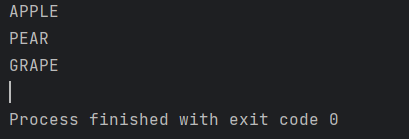 APPLE
PEAR
GRAPE
Process finished with exit code 0